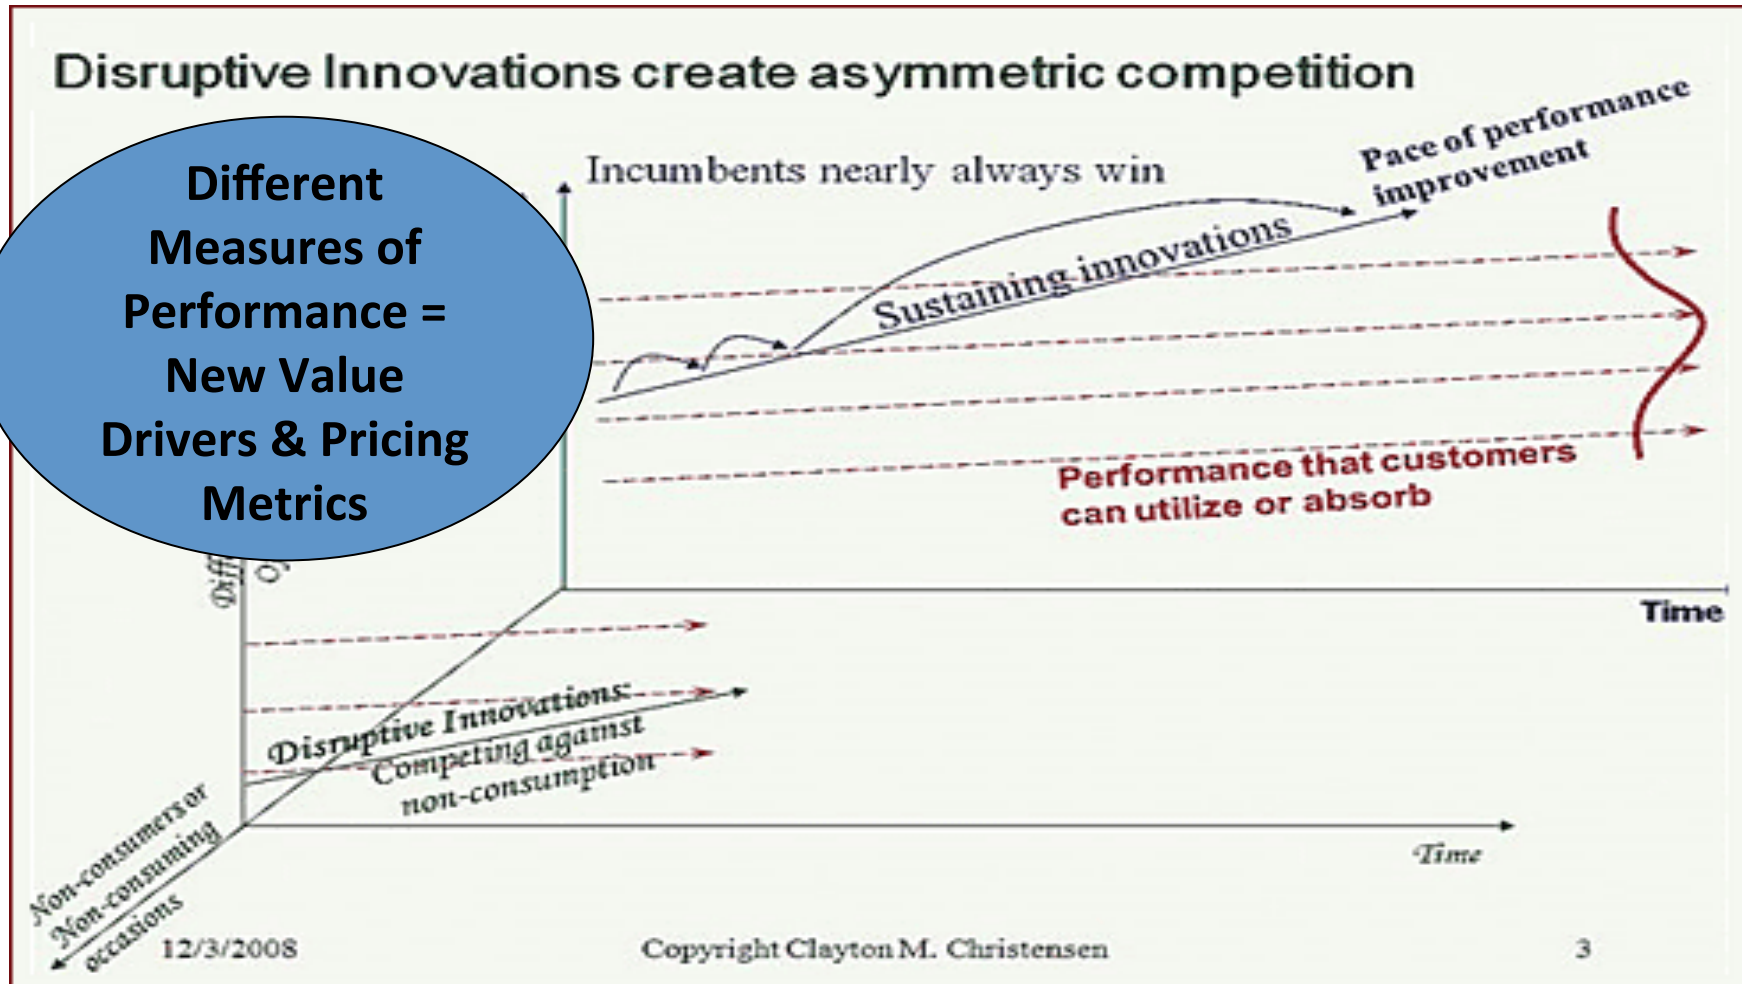 Disruptive Innovations create asymmetric competition
Different
Measures of
Performance =
New Value
Drivers & Pricing
Metrics
Incumbents nearly always win
Pace of performance
improvement
Sustaining innovations
Performance that customers
can utilize or absorb
Time
Disruptive Innovations:
Competing against
non-consumption
Non-consumers or
Non-consuming
occasions
Time
12/3/2008
Copyright Clayton M. Christensen
3